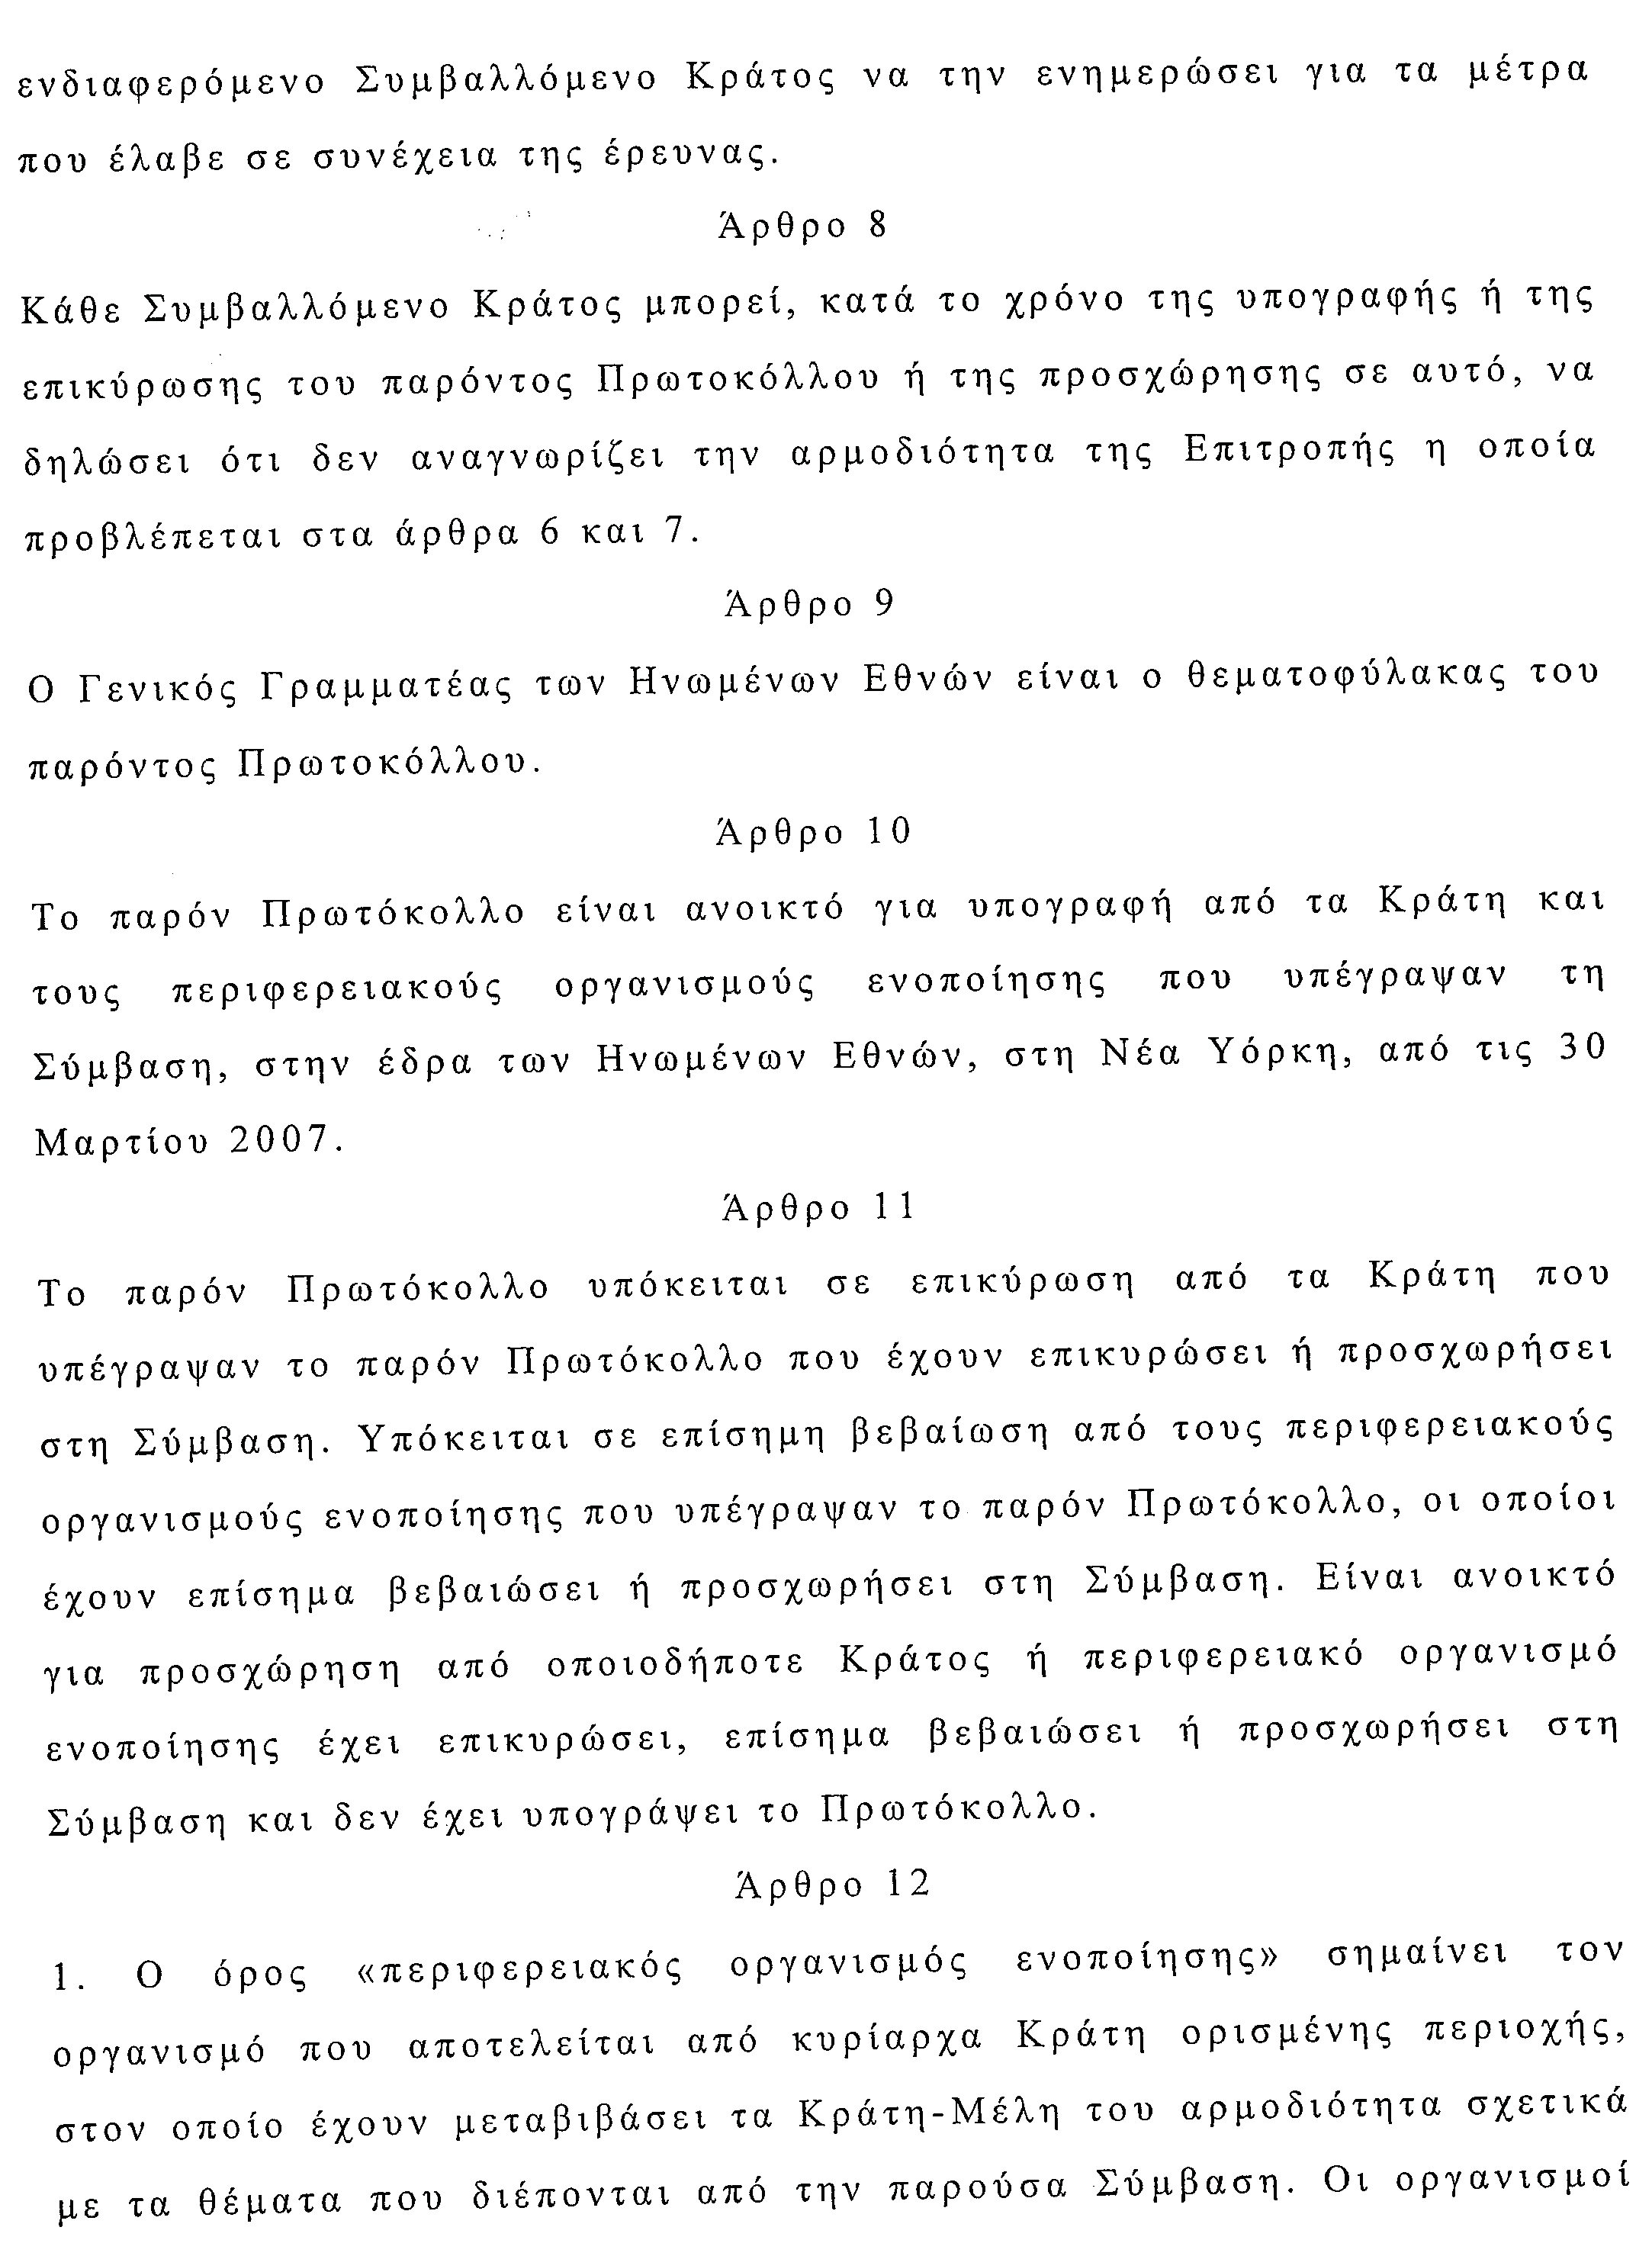 ενδιαφερόμενο Συμβαλλόμενο Κράτος να την ενημερώσει για τα μέτρα
που έλαβε σε συνέχεια της έρευνας.
Άρθρο 8
Κάθε Συμβαλλόμενο Κράτος μπορεί, κατά το χρόνο της υπογραφής ή της
επικύρωσης του παρόντος Πρωτοκόλλου ή της προσχώρησης σε αυτό, να
δηλώσει ότι δεν αναγνωρίζει την αρμοδιότητα της Επιτροπής η οποία
προβλέπεται στα άρθρα 6 και 7.
Άρθρο 9
Ο Γενικός Γραμματέας των Ηνωμένων Εθνών είναι ο θεματοφύλακας του
παρόντος Πρωτοκόλλου.
Άρθρο 10
Το παρόν Πρωτόκολλο είναι ανοικτό για υπογραφή από τα Κράτη και
τους περιφερειακούς οργανισμούς ενοποίησης που υπέγραψαν τη
Σύμβαση, στην έδρα των Ηνωμένων Εθνών, στη Νέα Υόρκη, από τις 30
Μαρτίου 2007.
Άρθρο 11
Το παρόν Πρωτόκολλο υπόκειται σε επικύρωση από τα Κράτη που
υπέγραψαν το παρόν Πρωτόκολλο που έχουν επικυρώσει ή προσχωρήσει
στη Σύμβαση. Υπόκειται σε επίσημη βεβαίωση από τους περιφερειακούς
οργανισμούς ενοποίησης που υπέγραψαν το παρόν Πρωτόκολλο, οι οποίοι
έχουν επίσημα βεβαιώσει ή προσχωρήσει στη Σύμβαση. Είναι ανοικτό
για προσχώρηση από οποιοδήποτε Κράτος ή περιφερειακό οργανισμό
ενοποίησης έχει επικυρώσει, επίσημα βεβαιώσει ή προσχωρήσει στη
Σύμβαση και δεν έχει υπογράψει το Πρωτόκολλο.
Άρθρο 12
1. Ο όρος «περιφερειακός οργανισμός ενοποίησης» σημαίνει τον
οργανισμό που αποτελείται από κυρίαρχα Κράτη ορισμένης περιοχής,
στον οποίο έχουν μεταβιβάσει τα Κράτη-Μέλη του αρμοδιότητα σχετικά
με τα θέματα που διέπονται από την παρούσα Σύμβαση. Οι οργανισμοί